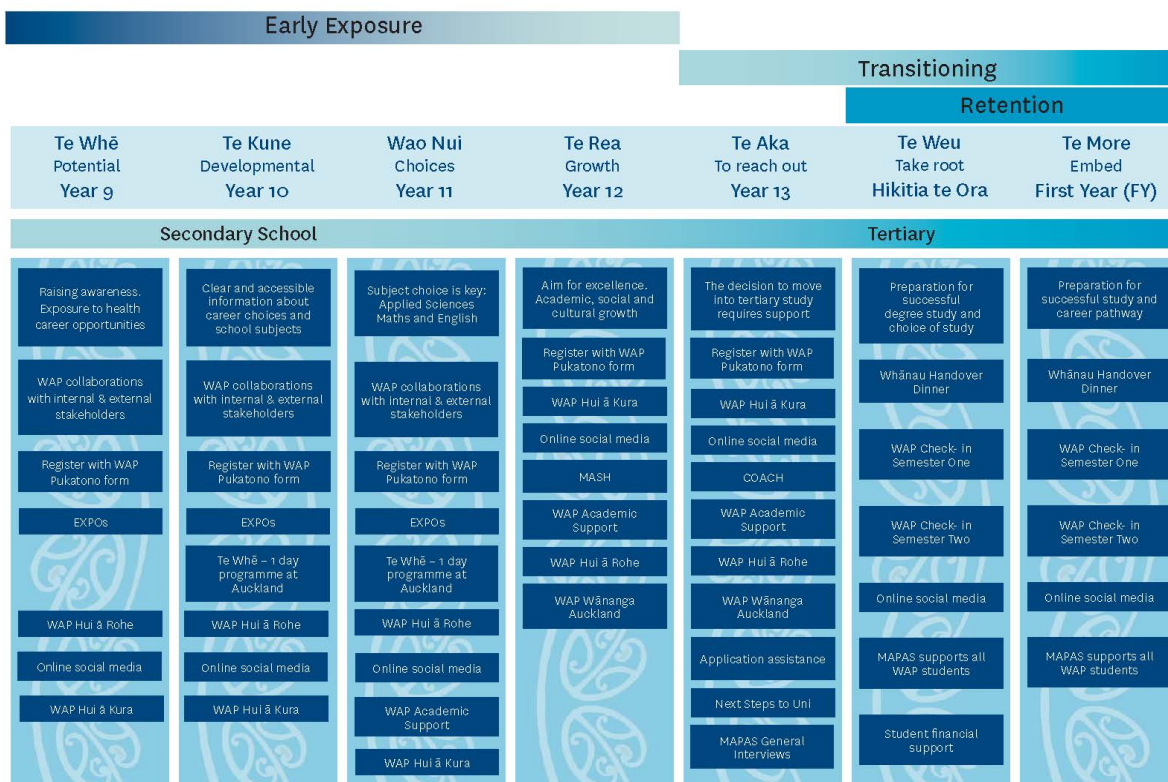 Early Exposure
Transitioning
Retention
Te Whē
Potential
Year 9
Te Kune
Developmental
Year 10
Wao Nui
Choices
Year 11
Te Rea
Growth
Year 12
Te Aka
To reach out
Year 13
Te Weu
Take root
Hikitia te Ora
Te More
Embed
First Year (FY)
Secondary School
Tertiary
Raising awareness.
Exposure to health
career opportunities
WAP collaborations
with internal & external
stakeholders
Register with WAP
Pukatono form
EXPOs
WAP Hui ā Rohe
Online social media
WAP Hui ā Kura
Clear and accessible
information about
career choices and
school subjects
WAP collaborations
with internal & external
stakeholders
Register with WAP
Pukatono form
EXPOs
Te Whē – 1 day
programme at
Auckland
WAP Hui ā Rohe
Online social media
WAP Hui ā Kura
Subject choice is key:
Applied Sciences
Maths and English
WAP collaborations
with internal & external
stakeholders
Register with WAP
Pukatono form
EXPOs
Te Whē – 1 day
programme at
Auckland
WAP Hui ā Rohe
Online social media
WAP Academic
Support
WAP Hui ā Kura
Aim for excellence.
Academic, social and
cultural growth
Register with WAP
Pukatono form
WAP Hui ā Kura
Online social media
MASH
WAP Academic
Support
WAP Hui ā Rohe
WAP Wānanga
Auckland
The decision to move
into tertiary study
requires support
Register with WAP
Pukatono form
WAP Hui ā Kura
Online social media
COACH
WAP Academic
Support
WAP Hui ā Rohe
WAP Wānanga
Auckland
Application assistance
Next Steps to Uni
MAPAS General
Interviews
Preparation for
successful
degree study and
choice of study
Whānau Handover
Dinner
WAP Check- in
Semester One
WAP Check- in
Semester Two
Online social media
MAPAS supports all
WAP students
Student financial
support
Preparation for
successful study and
career pathway
Whānau Handover
Dinner
WAP Check- in
Semester One
WAP Check- in
Semester Two
Online social media
MAPAS supports all
WAP students